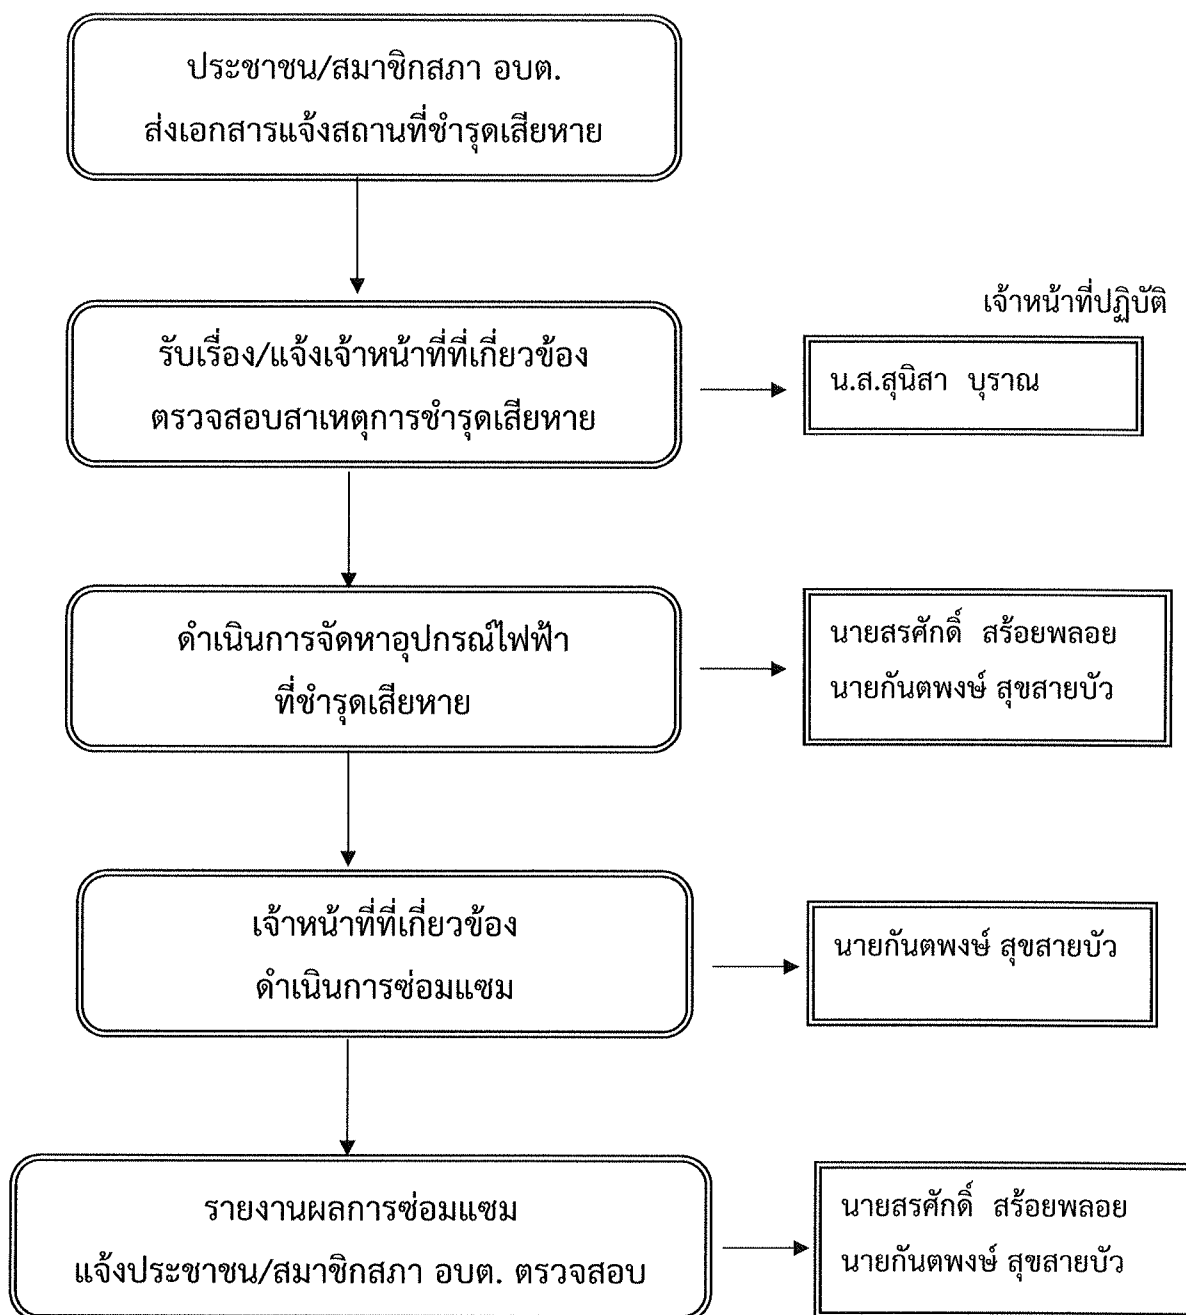 ประชาชน/สมาชิกสภา อบต.
ส่งเอกสารแจ้งสถานที่ชำรุดเสียหาย
เจ้าหน้าที่ปฏิบัติ
รับเรื่อง/แจ้งเจ้าหน้าที่ที่เกี่ยวข้อง
ตรวจสอบสาเหตุการชำรุดเสียหาย
น.ส.สุนิสา บุราณ
ดำเนินการจัดหาอุปกรณ์ไฟฟ้า
ที่ชำรุดเสียหาย
นายสรศักดิ์ สร้อยพลอย
นายกันตพงษ์ สุขสายบัว
เจ้าหน้าที่ที่เกี่ยวข้อง
ดำเนินการซ่อมแซม
นายกันตพงษ์ สุขสายบัว
รายงานผลการซ่อมแซม
แจ้งประชาชน/สมาชิกสภา อบต. ตรวจสอบ
นายสรศักดิ์ สร้อยพลอย
นายกันตพงษ์ สุขสายบัว